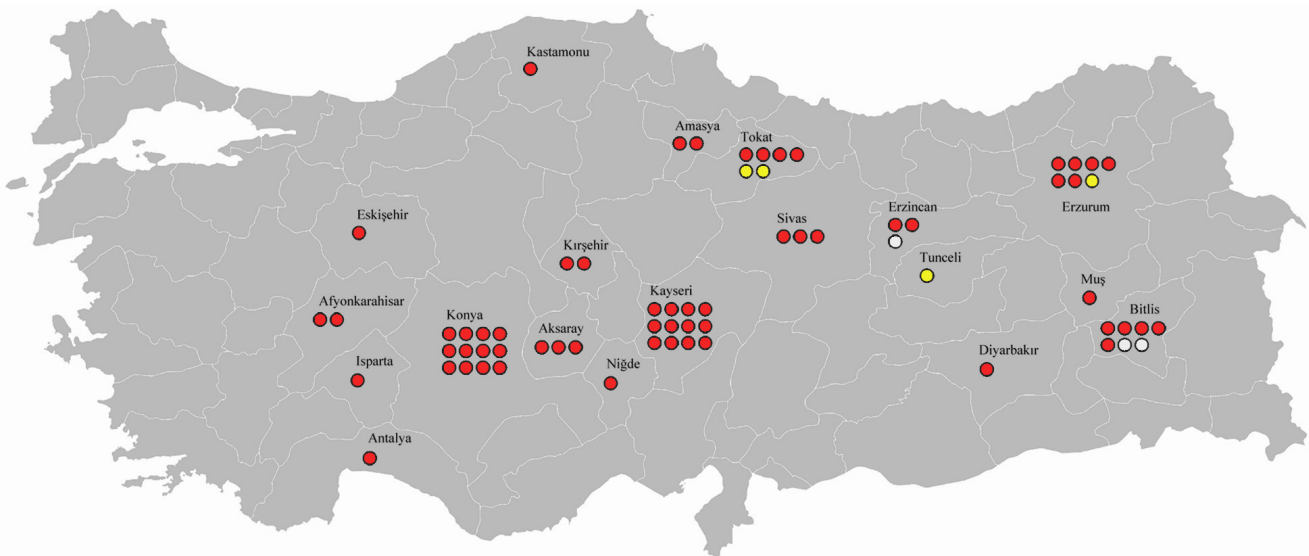 Kastamonu
Amasya
Tokat
Erzurum
Eskişehir
Sivas
Erzincan
Kırşehir
Tunceli
Muş
Afyonkarahisar
Konya
Aksaray
Kayseri
Bitlis
Isparta
Niğde
Diyarbakır
Antalya